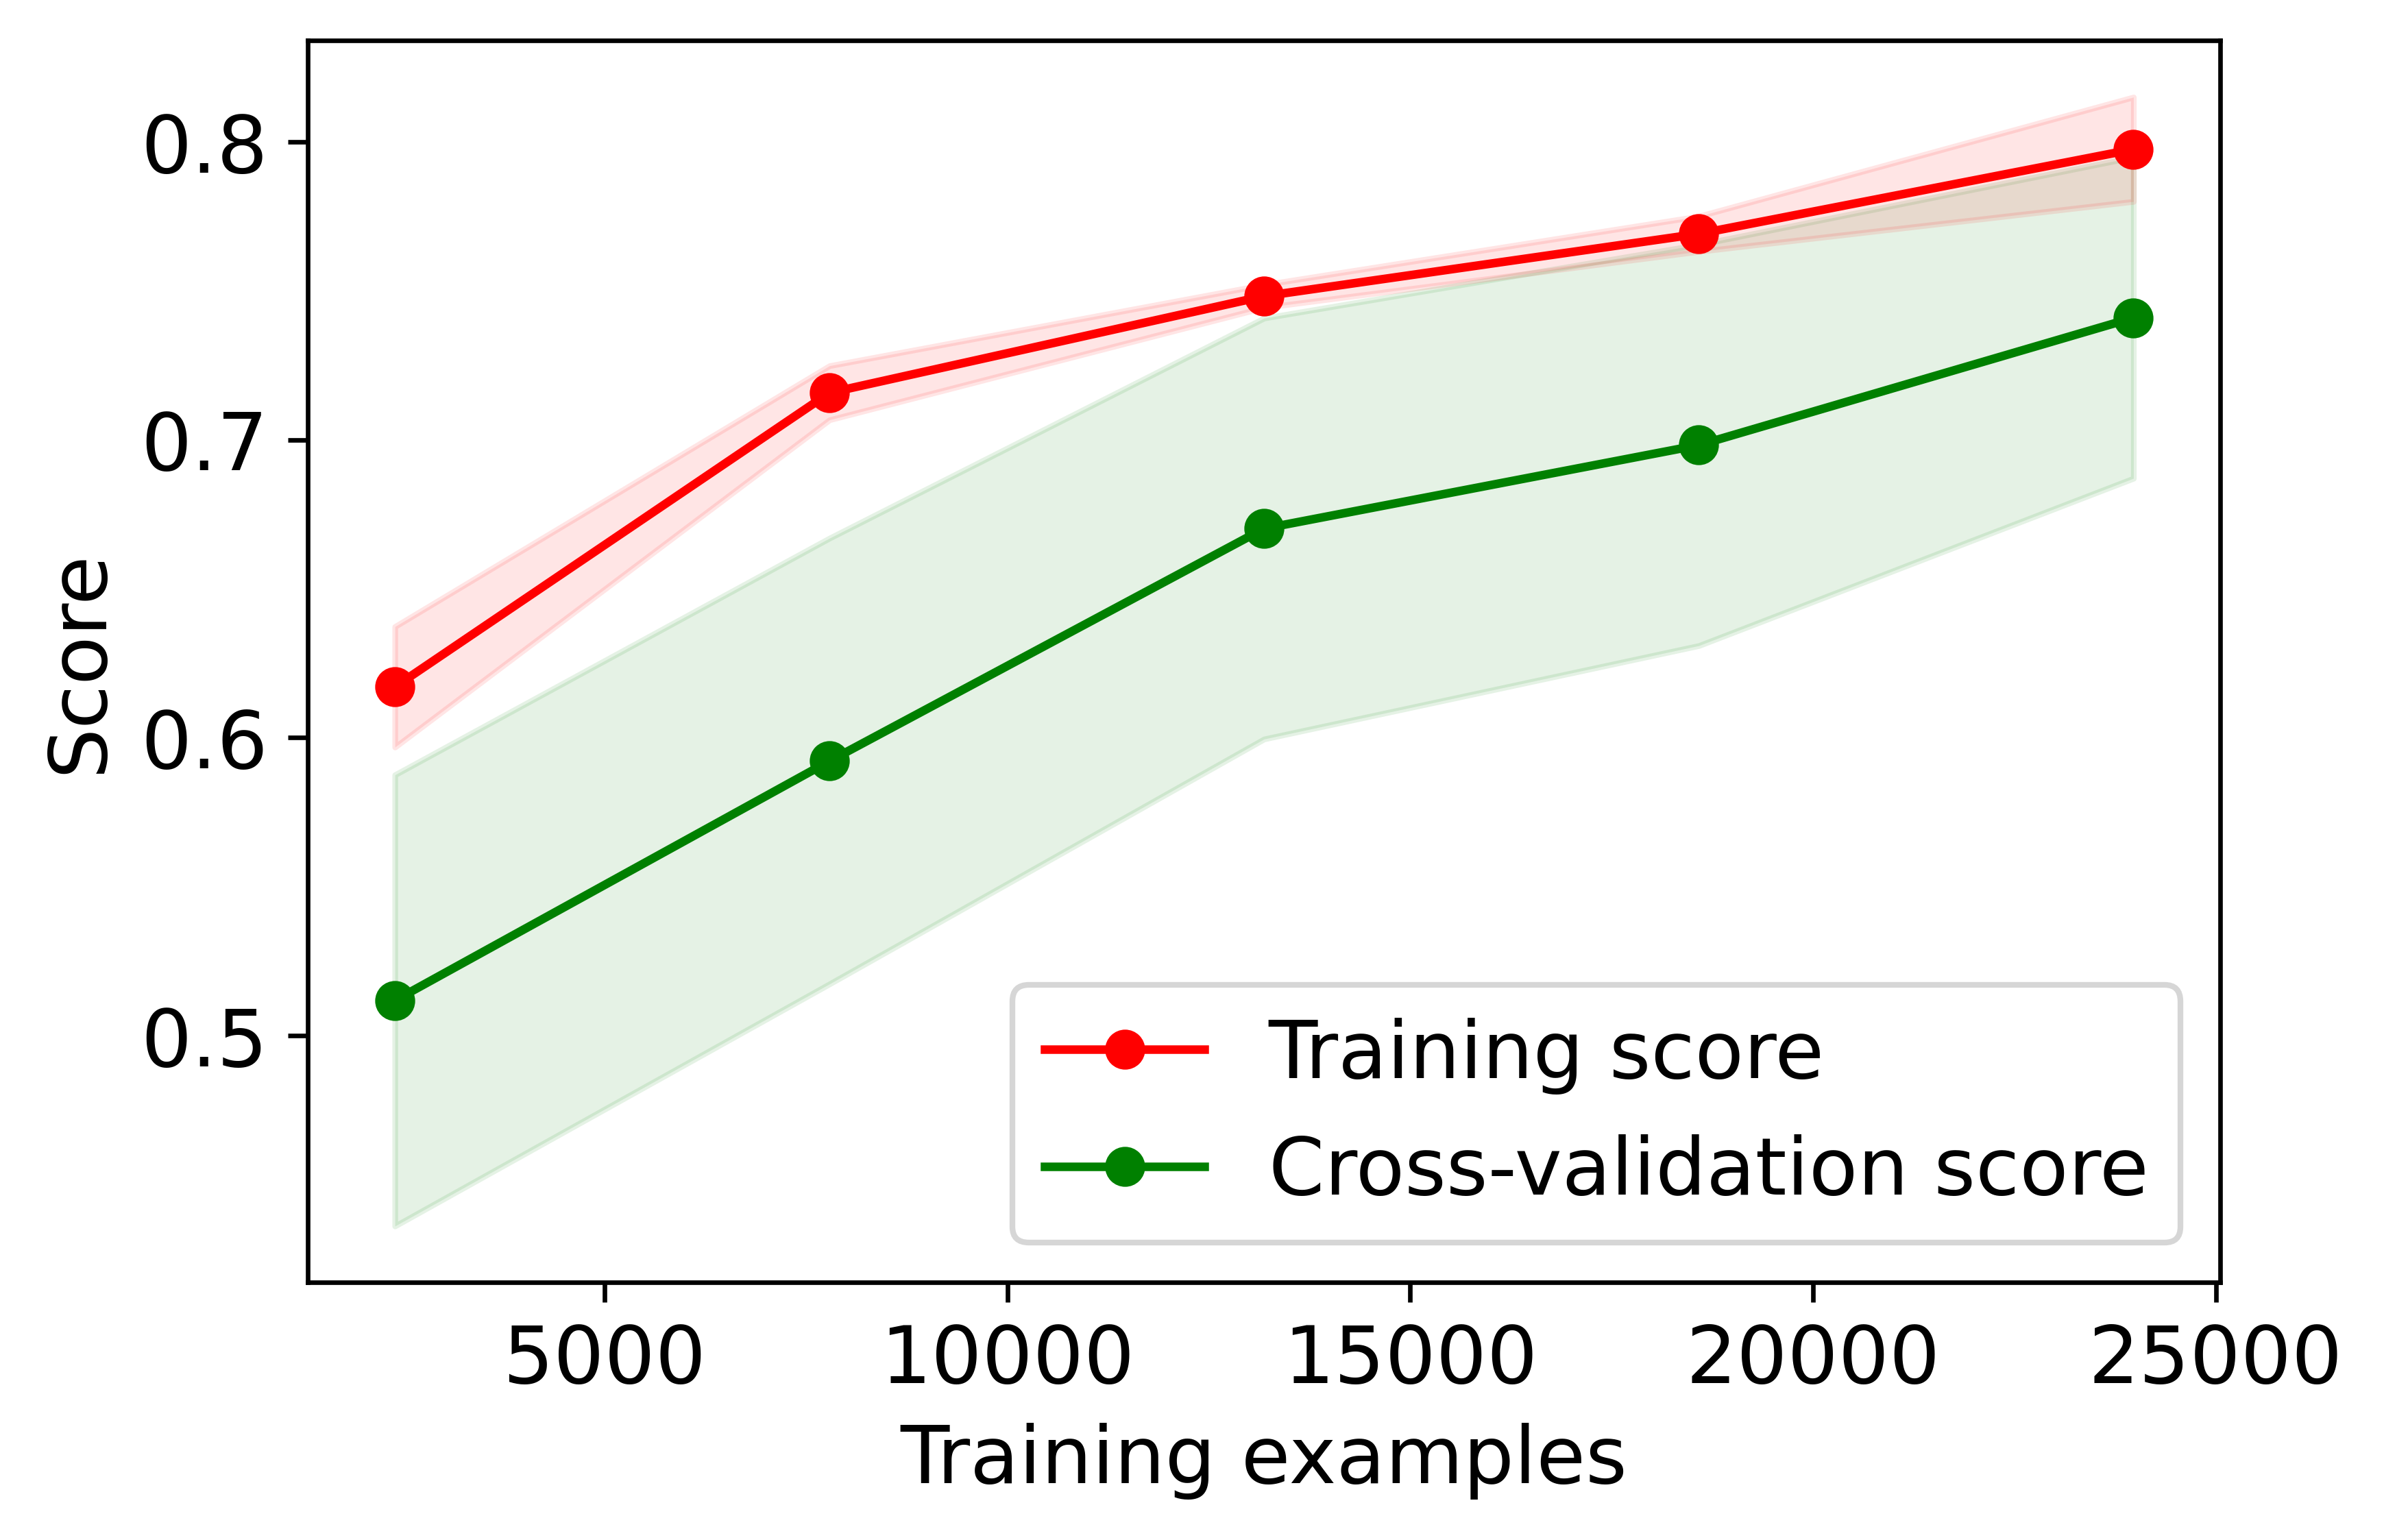 0.8
0.7
0.6
0.5
Score
Training score
Cross-validation score
5000 10000 15000 20000 25000
Training examples